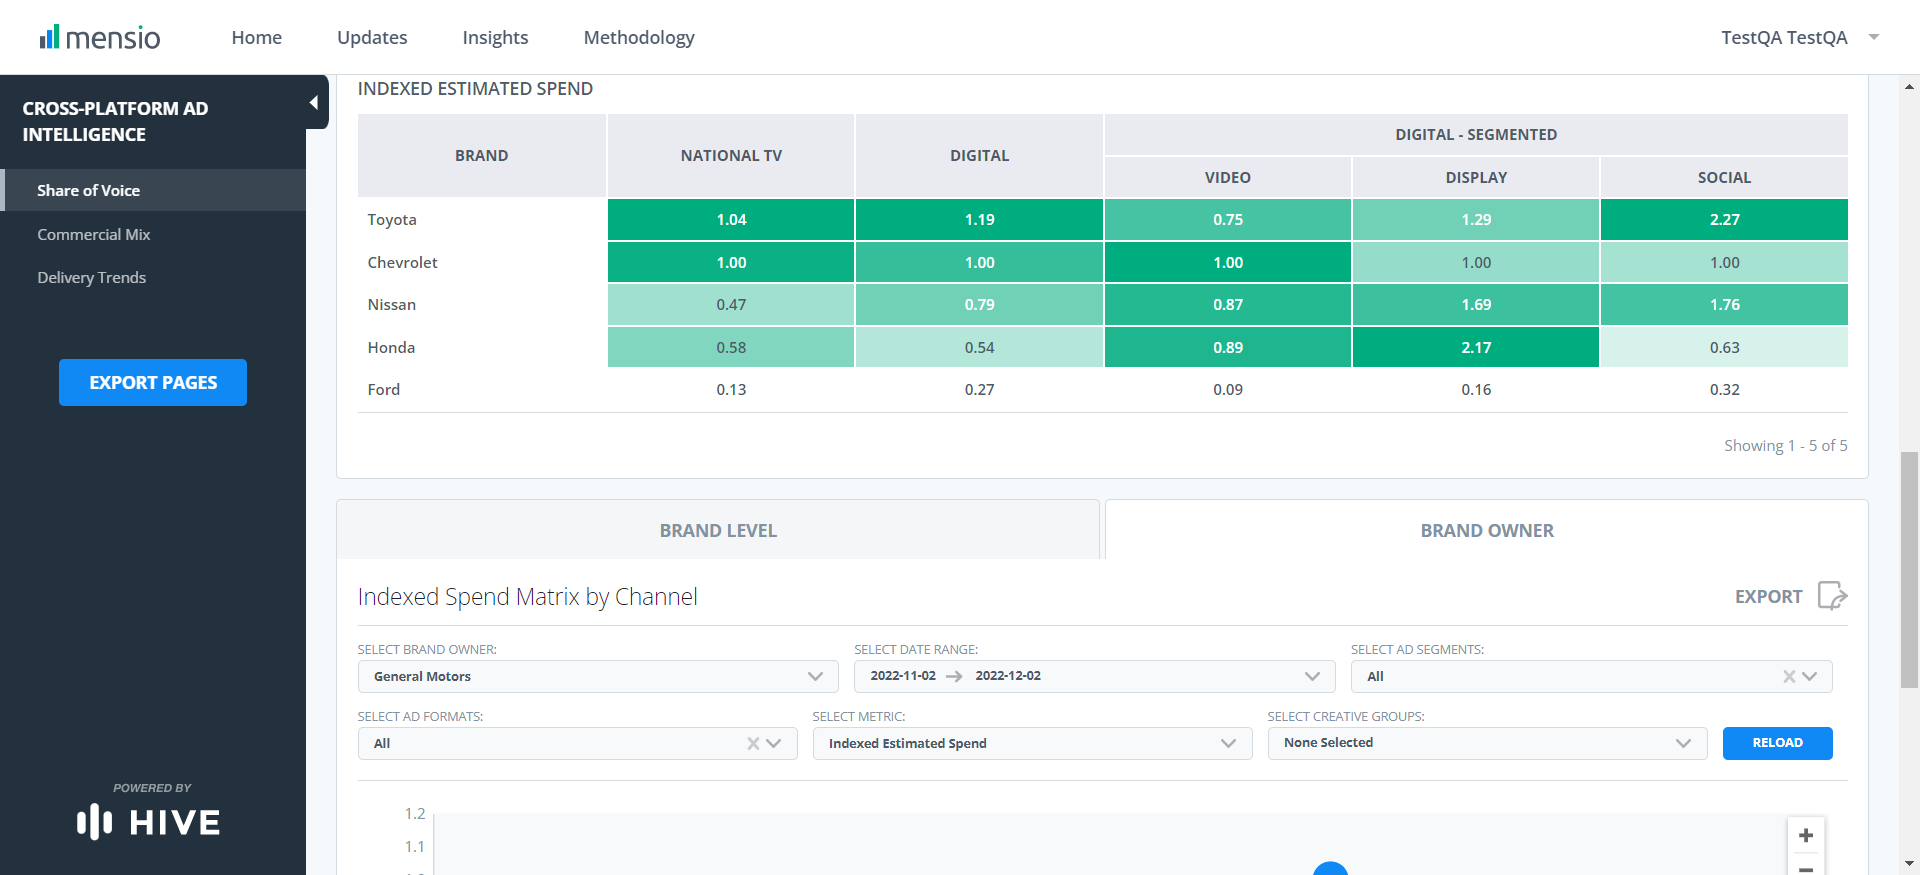 mensio
Home
Updates
Insights
Methodology
TestQA TestQA
CROSS-PLATFORM AD
INTELLIGENCE
Share of Voice
Commercial Mix
Delivery Trends
EXPORT PAGES
POWERED BY
HIVE
INDEXED ESTIMATED SPEND
BRAND NATIONAL TV DIGITAL DIGITAL - SEGMENTED
VIDEO DISPLAY SOCIAL
Toyota 1.04 1.19 0.75 1.29 2.27
Chevrolet 1.00 1.00 1.00 1.00 1.00
Nissan 0.47 0.79 0.87 1.69 1.76
Honda 0.58 0.54 0.89 2.17 0.63
Ford 0.13 0.27 0.09 0.16 0.32
Showing 1 - 5 of 5
BRAND LEVEL
BRAND OWNER
Indexed Spend Matrix by Channel
EXPORT
SELECT BRAND OWNER: SELECT DATE RANGE: SELECT AD SEGMENTS:
General Motors 2022-11-02 → 2022-12-02 All
SELECT AD FORMATS: SELECT METRIC: SELECT CREATIVE GROUPS:
All Indexed Estimated Spend None Selected RELOAD
1.2
1.1